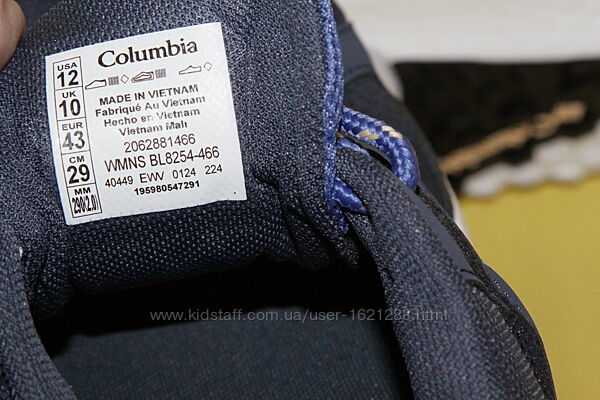 Columbia
USA
12
UK
10
EUR
43
CM
29
MM
290(2.0)
MADE IN VIETNAM
Fabriqué Au Vietnam
Hecho en Vietnam
Vietnam Malı
2062881466
WMNS BL8254-466
40449 EWV 0124 224
195980547291
www.kidstaff.com.ua/user-1621288.html